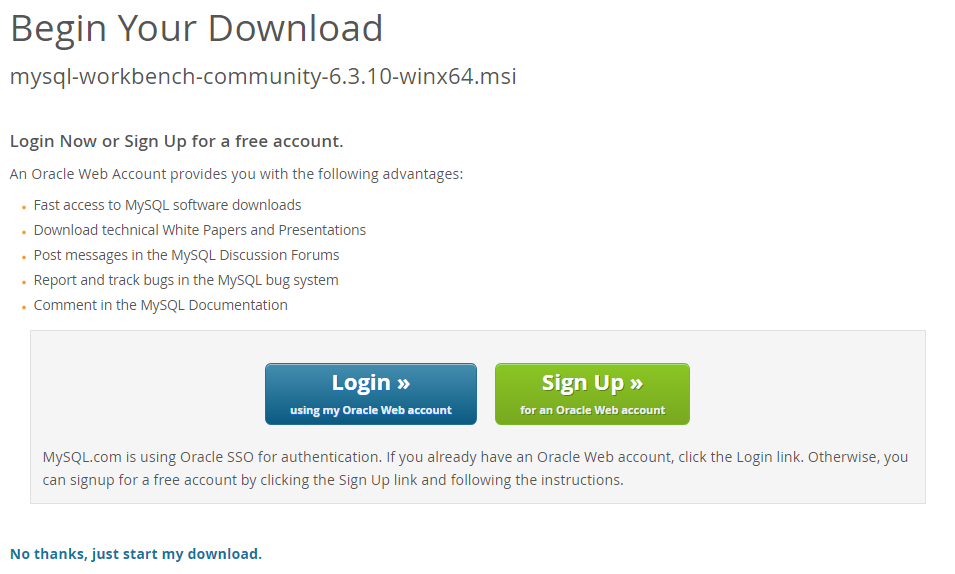 Begin Your Download
mysql-workbench-community-6.3.10-winx64.msi
Login Now or Sign Up for a free account.
An Oracle Web Account provides you with the following advantages:
Fast access to MySQL software downloads
Download technical White Papers and Presentations
Post messages in the MySQL Discussion Forums
Report and track bugs in the MySQL bug system
Comment in the MySQL Documentation
Login »
using my Oracle Web account
Sign Up »
for an Oracle Web account
MySQL.com is using Oracle SSO for authentication. If you already have an Oracle Web account, click the Login link. Otherwise, you
can signup for a free account by clicking the Sign Up link and following the instructions.
No thanks, just start my download.